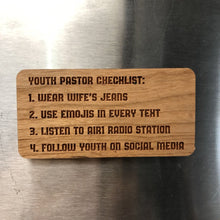 YOUTH PASTOR CHECKLIST:
1. WEAR WIFE'S JEANS
2. USE EMOJIS IN EVERY TEXT
3. LISTEN TO AIR1 RADIO STATION
4. FOLLOW YOUTH ON SOCIAL MEDIA